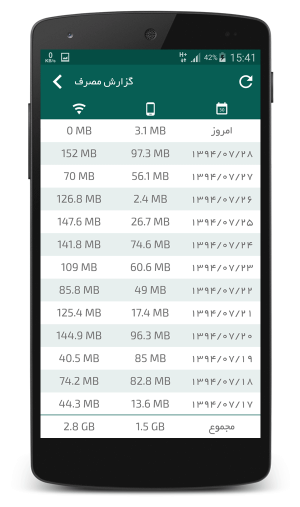 0 K/s H+ 42% 15:41
گزارش مصرف
0 MB 3.1 MB امروز
152 MB 97.3 MB ۱۳۹۴/۰۷/۲۸
70 MB 56.1 MB ۱۳۹۴/۰۷/۲۷
126.8 MB 2.4 MB ۱۳۹۴/۰۷/۲۶
147.6 MB 26.7 MB ۱۳۹۴/۰۷/۲۵
141.8 MB 74.6 MB ۱۳۹۴/۰۷/۲۴
109 MB 60.6 MB ۱۳۹۴/۰۷/۲۳
85.8 MB 49 MB ۱۳۹۴/۰۷/۲۲
125.4 MB 17.4 MB ۱۳۹۴/۰۷/۲۱
144.9 MB 96.3 MB ۱۳۹۴/۰۷/۲۰
40.5 MB 85 MB ۱۳۹۴/۰۷/۱۹
74.2 MB 82.8 MB ۱۳۹۴/۰۷/۱۸
44.3 MB 13.6 MB ۱۳۹۴/۰۷/۱۷
2.8 GB 1.5 GB مجموع